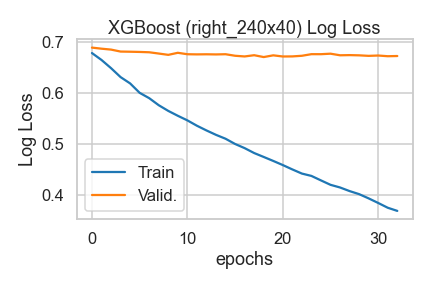 XGBoost (right_240x40) Log Loss
0.7
0.6
0.5
0.4
Log Loss
Train
Valid.
0 10 20 30
epochs